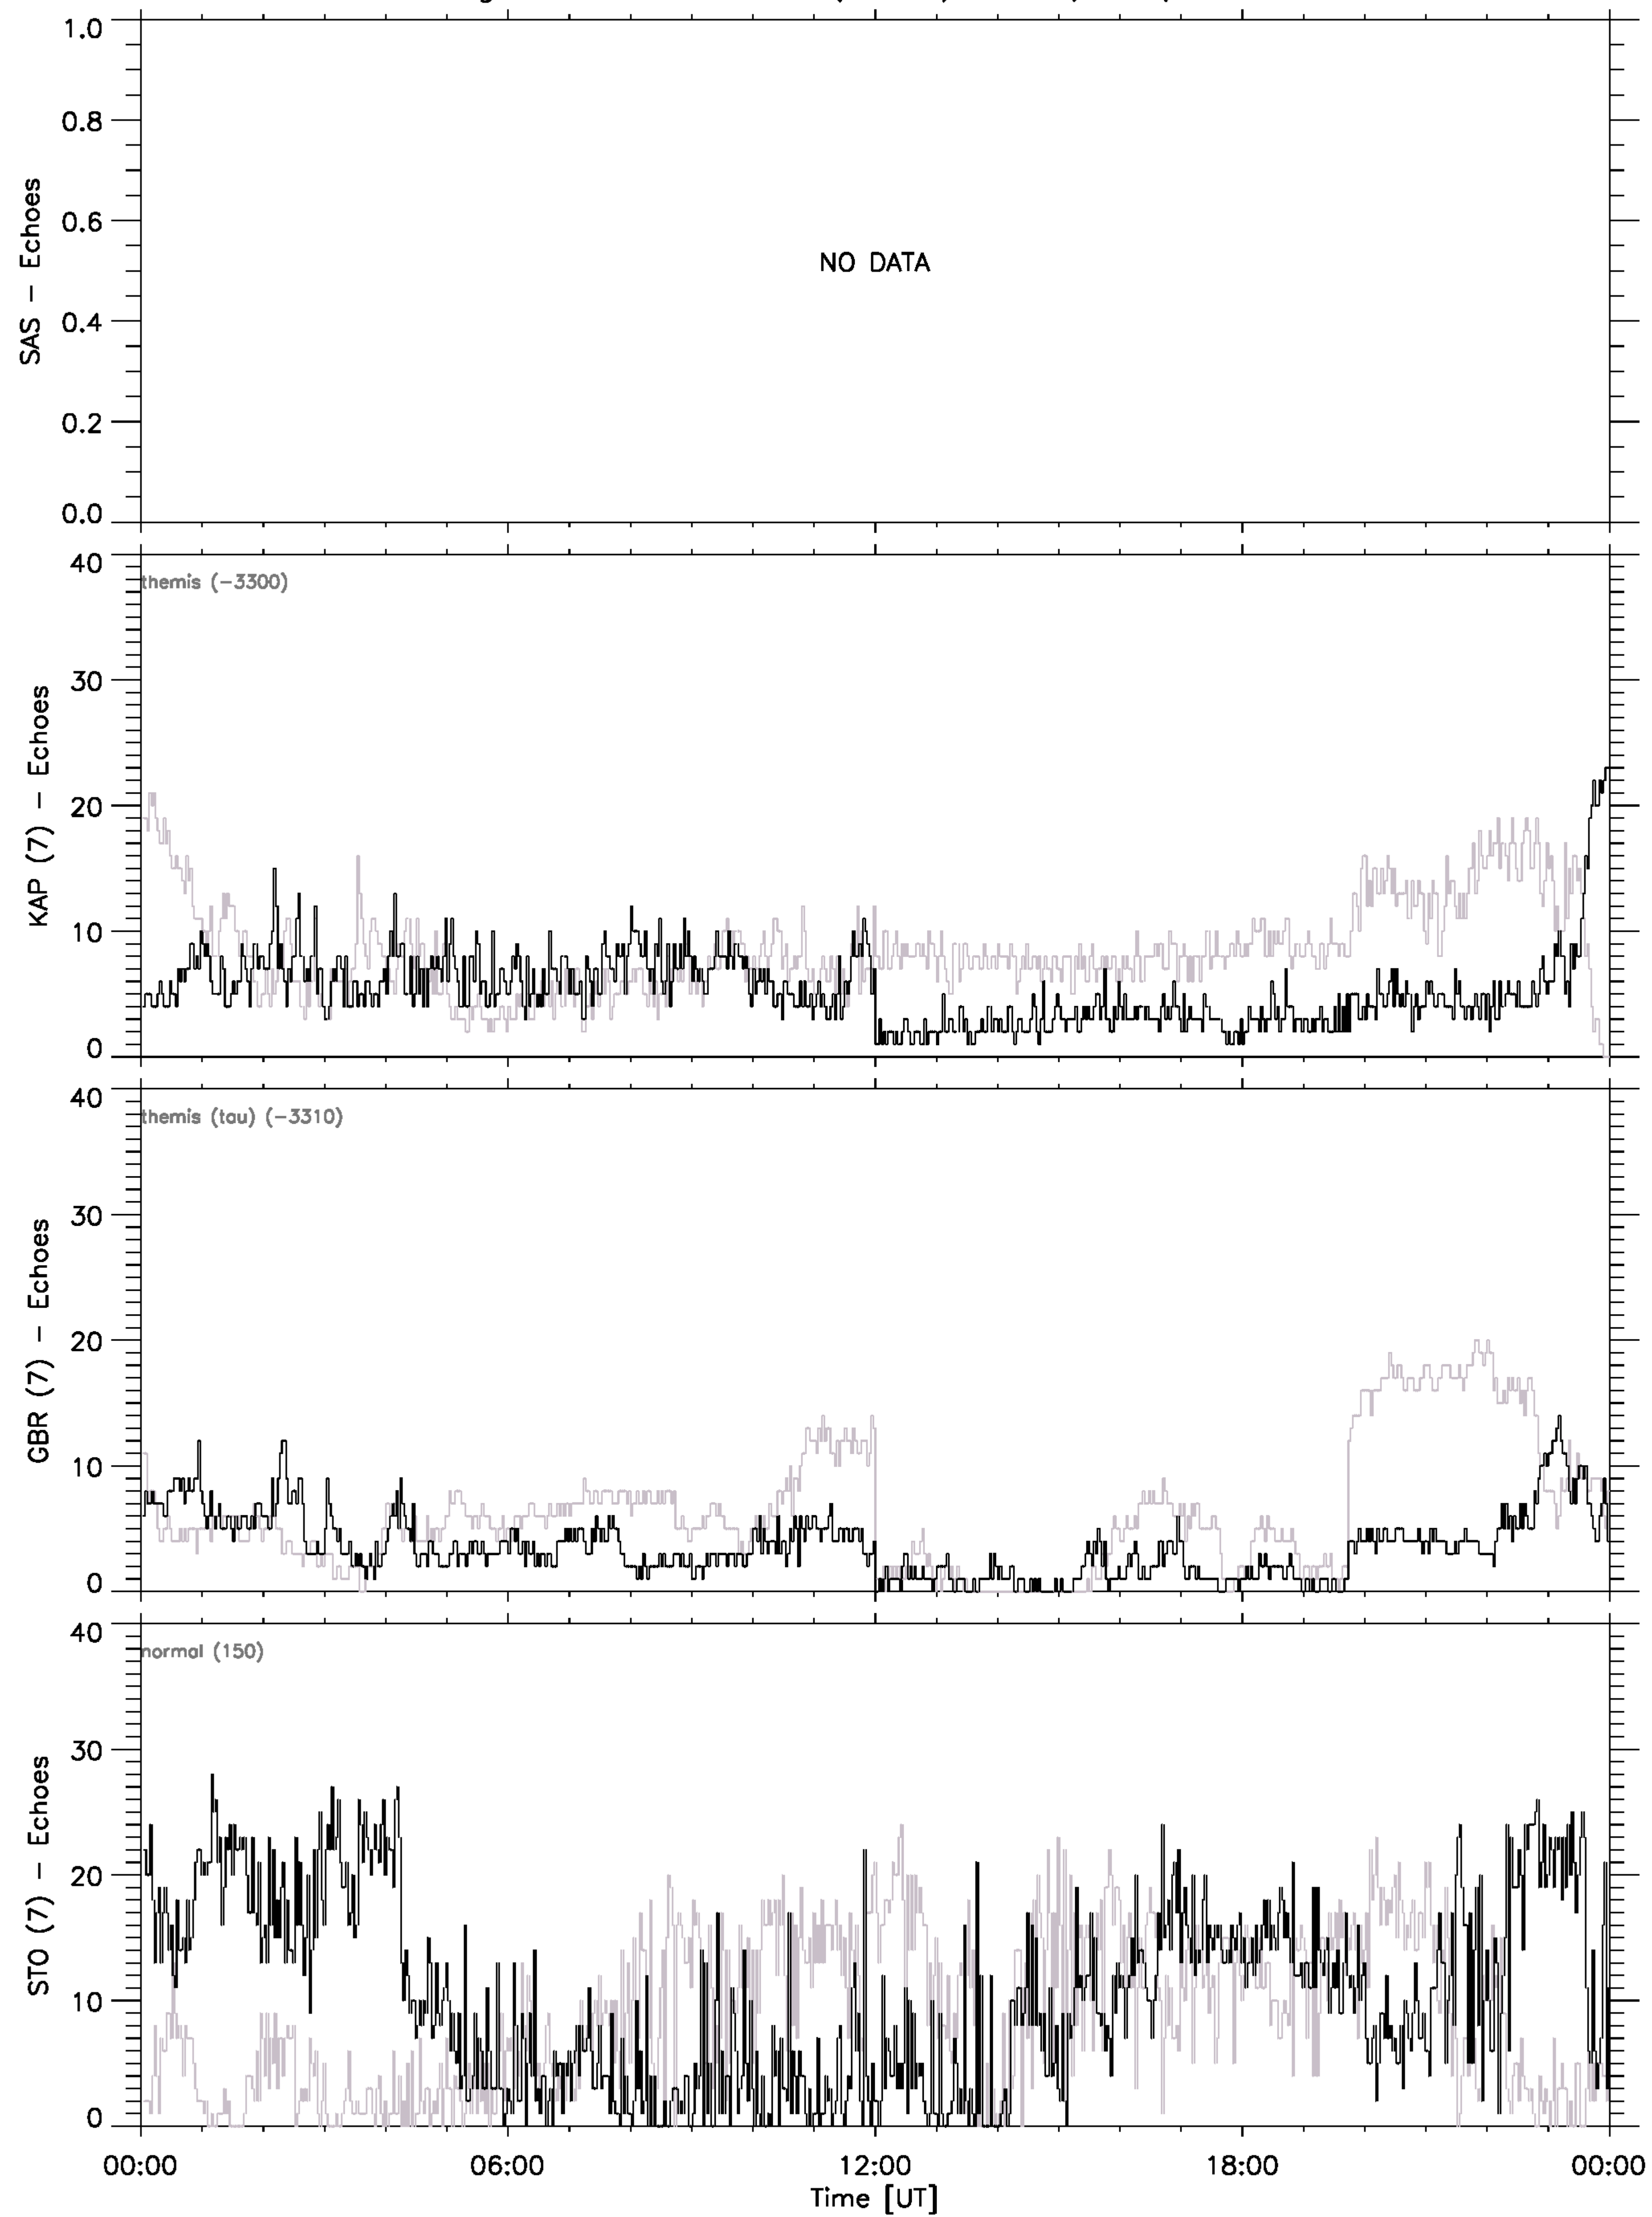 1.0
0.8
0.6
0.4
0.2
0.0
SAS – Echoes
NO DATA
40
30
20
10
0
KAP (7) – Echoes
themis (−3300)
40
30
20
10
0
GBR (7) – Echoes
themis (tau) (−3310)
40
30
20
10
0
STO (7) – Echoes
normal (150)
00:00 06:00 12:00 18:00 00:00
Time [UT]